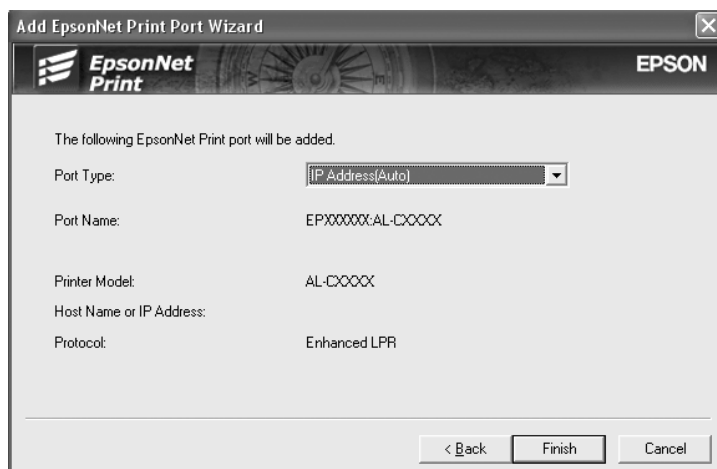 Add EpsonNet Print Port Wizard
EpsonNet
Print
EPSON
The following EpsonNet Print port will be added.
Port Type: IP Address(Auto)
Port Name: EPXXXXXX:AL-CXXXX
Printer Model: AL-CXXXX
Host Name or IP Address:
Protocol: Enhanced LPR
< Back Finish Cancel